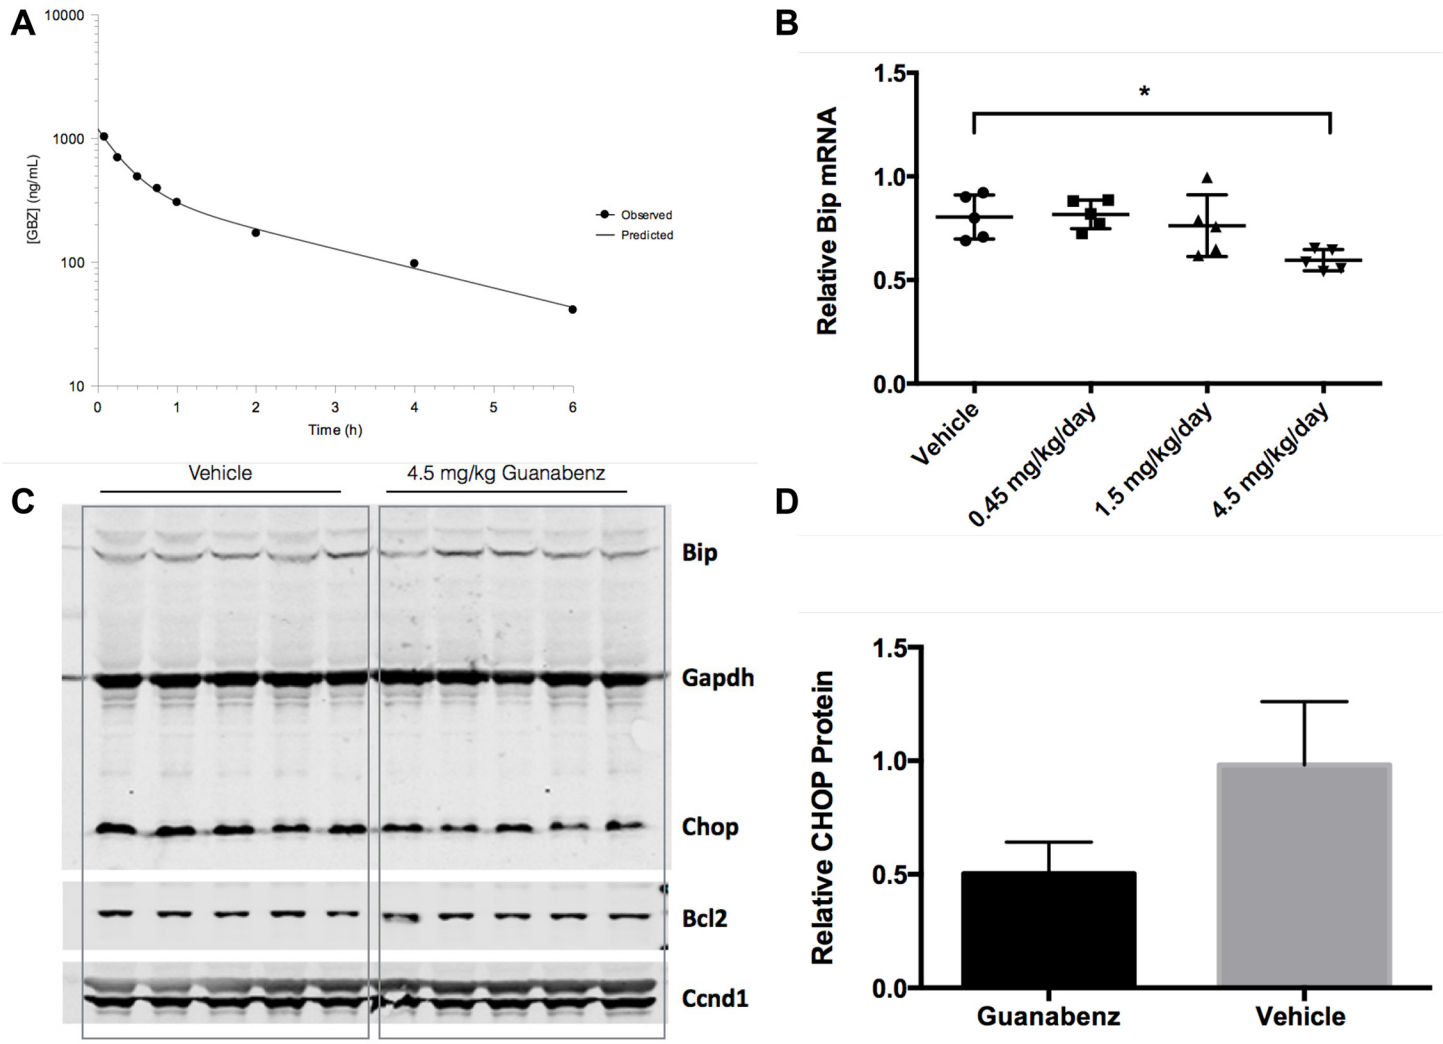 A
10000
1000
100
10
[GBZ] (ng/mL)
0 1 2 3 4 5 6
Time (h)
Observed
Predicted
B
1.5
1.0
0.5
0.0
Relative Bip mRNA
*
Vehicle
0.45 mg/kg/day
1.5 mg/kg/day
4.5 mg/kg/day
C
Vehicle 4.5 mg/kg Guanabenz
Bip
Gapdh
Chop
Bcl2
Ccnd1
D
1.5
1.0
0.5
0.0
Relative CHOP Protein
Guanabenz Vehicle